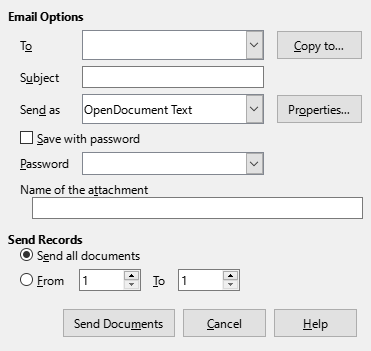 Email Options
To
Copy to...
Subject
Send as OpenDocument Text Properties...
Save with password
Password
Name of the attachment
Send Records
Send all documents
From 1 To 1
Send Documents Cancel Help